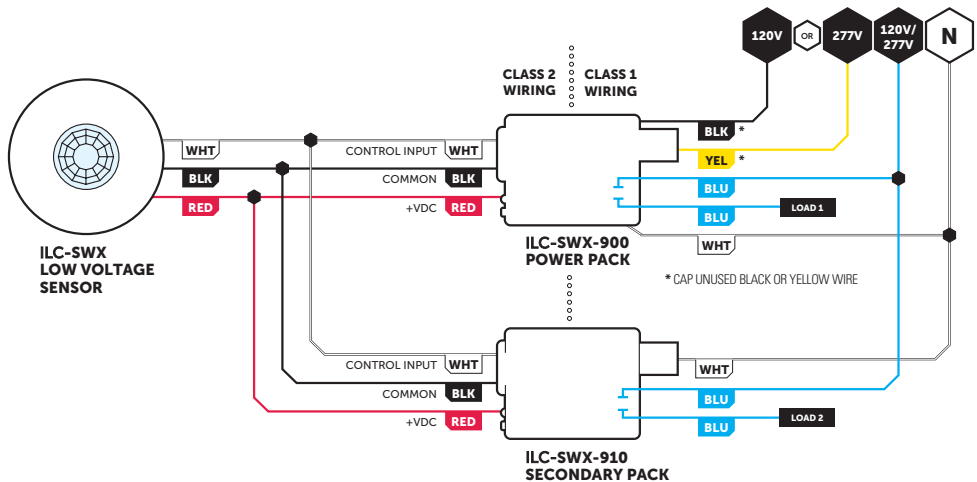 120V
OR
277V
120V/
277V
N
CLASS 2
WIRING
CLASS 1
WIRING
WHT
CONTROL INPUT
WHT
BLK *
BLK
COMMON
BLK
YEL *
RED
+VDC
RED
BLU
BLU
LOAD 1
ILC-SWX
LOW VOLTAGE
SENSOR
ILC-SWX-900
POWER PACK
WHT
* CAP UNUSED BLACK OR YELLOW WIRE
CONTROL INPUT
WHT
WHT
COMMON
BLK
BLU
+VDC
RED
BLU
LOAD 2
ILC-SWX-910
SECONDARY PACK